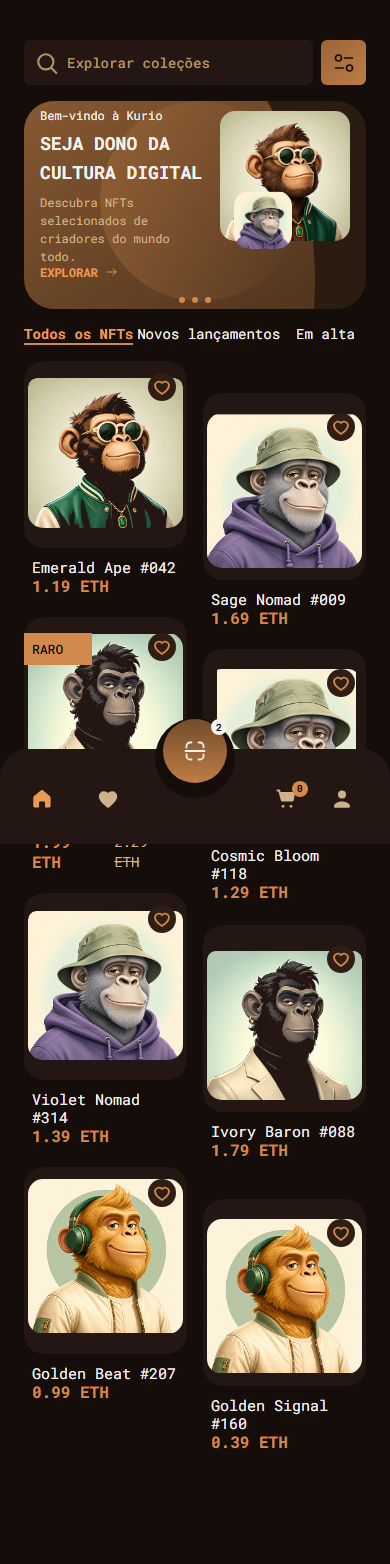 Explorar coleções
Bem-vindo à Kurio
SEJA DONO DA
CULTURA DIGITAL
Descubra NFTs
selecionados de
criadores do mundo
todo.
EXPLORAR →
Todos os NFTs Novos lançamentos Em alta
Emerald Ape #042
1.19 ETH
Sage Nomad #009
1.69 ETH
RARO
2
0
ETH
ETH
Cosmic Bloom
#118
1.29 ETH
Violet Nomad
#314
1.39 ETH
Ivory Baron #088
1.79 ETH
Golden Beat #207
0.99 ETH
Golden Signal
#160
0.39 ETH